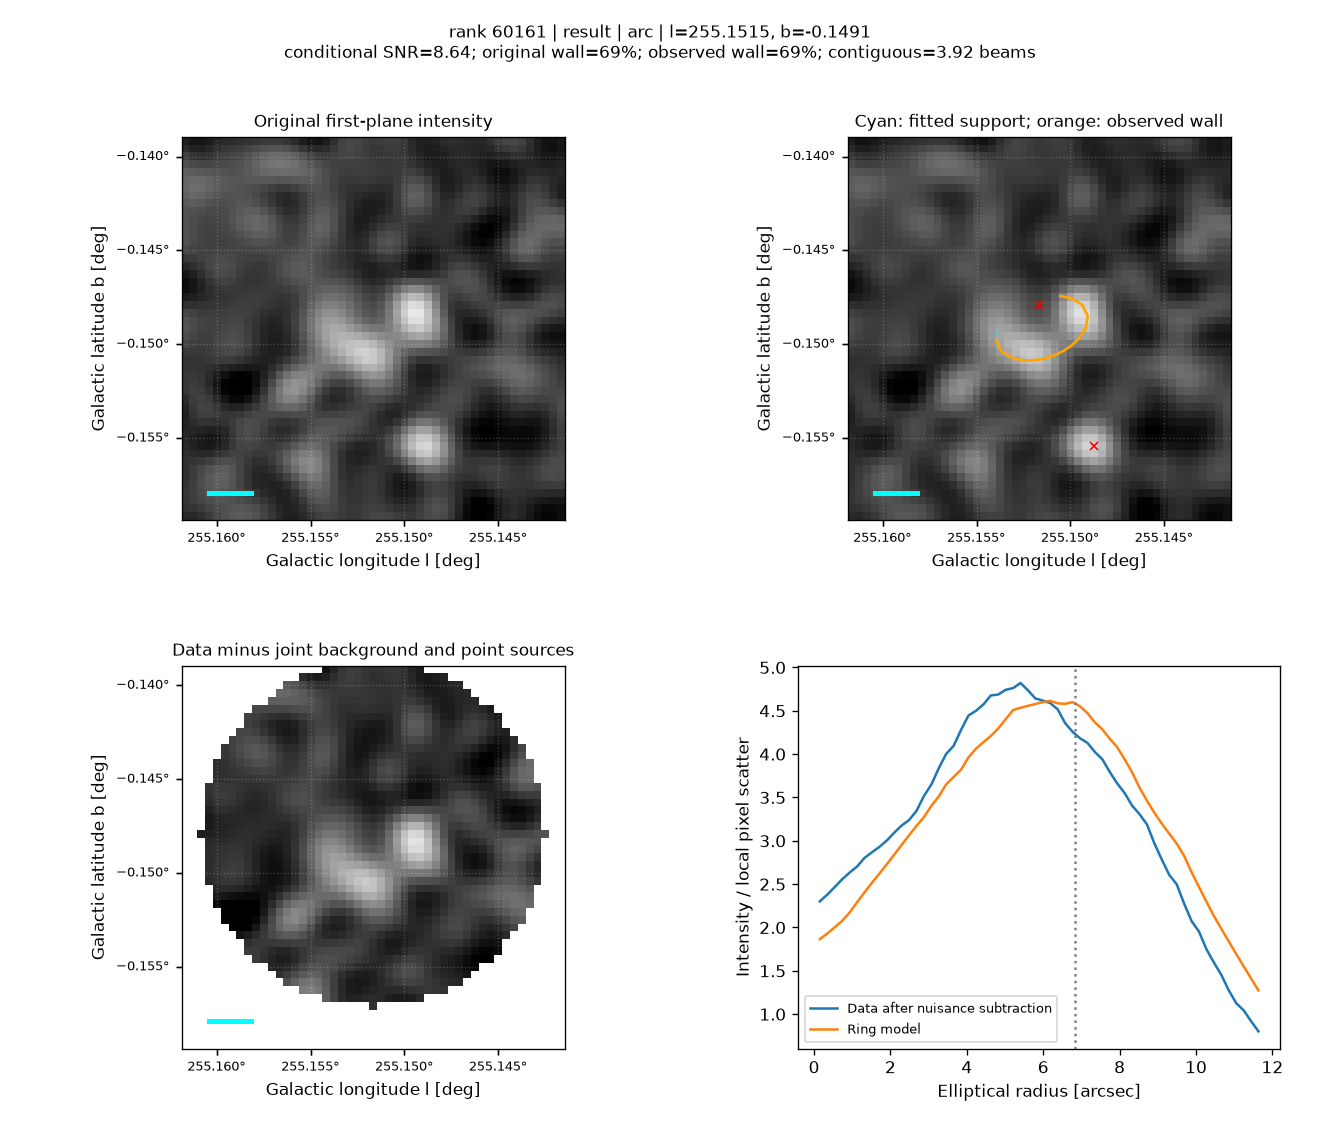 rank 60161 | result | arc | l=255.1515, b=-0.1491
conditional SNR=8.64; original wall=69%; observed wall=69%; contiguous=3.92 beams
Original first-plane intensity
−0.140°
−0.145°
−0.150°
−0.155°
255.160°
255.155°
255.150°
255.145°
Galactic longitude l [deg]
Galactic latitude b [deg]
Cyan: fitted support; orange: observed wall
−0.140°
−0.145°
−0.150°
−0.155°
255.160°
255.155°
255.150°
255.145°
Galactic longitude l [deg]
Galactic latitude b [deg]
Data minus joint background and point sources
−0.140°
−0.145°
−0.150°
−0.155°
255.160°
255.155°
255.150°
255.145°
Galactic longitude l [deg]
Galactic latitude b [deg]
5.0
4.5
4.0
3.5
3.0
2.5
2.0
1.5
1.0
0
2
4
6
8
10
12
Elliptical radius [arcsec]
Intensity / local pixel scatter
Data after nuisance subtraction
Ring model